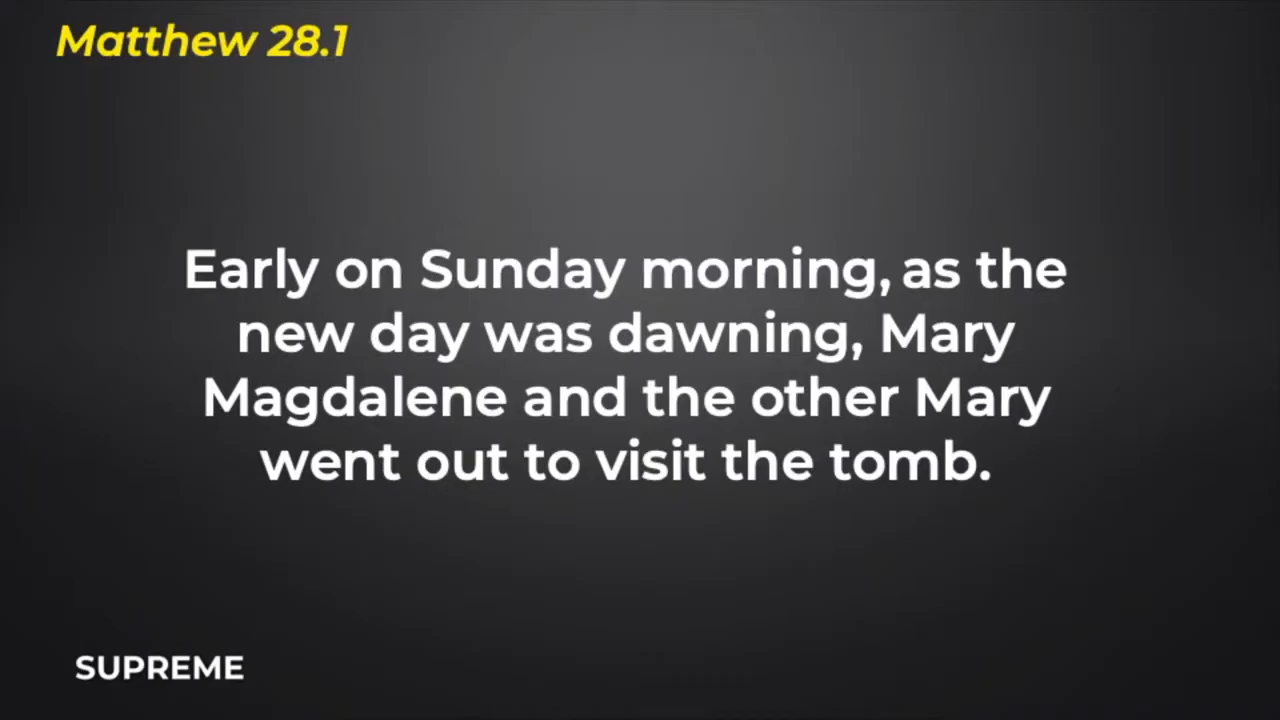 Matthew 28.1
Early on Sunday morning, as the
new day was dawning, Mary
Magdalene and the other Mary
went out to visit the tomb.
SUPREME